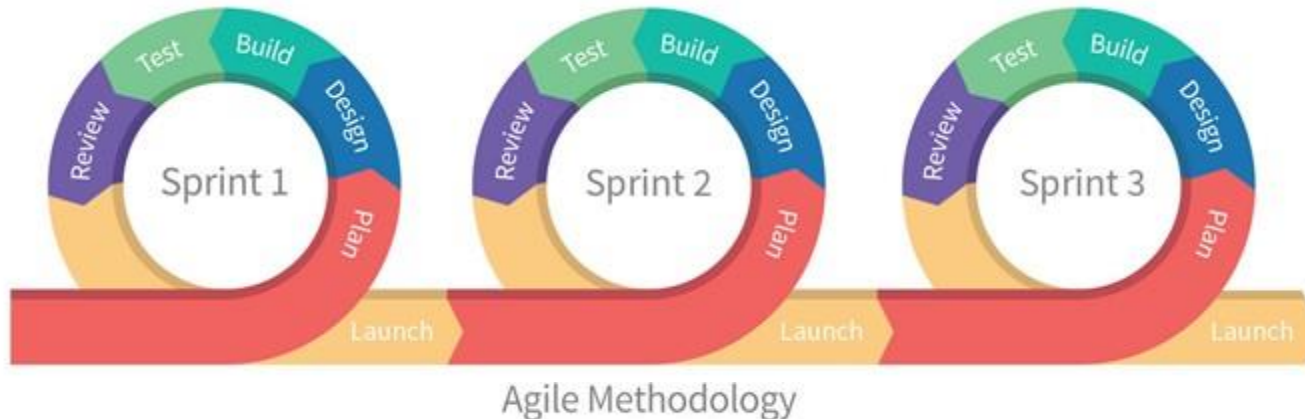 Test
Build
Design
Review
Sprint 1
Plan
Launch
Test
Build
Design
Review
Sprint 2
Plan
Launch
Test
Build
Design
Review
Sprint 3
Plan
Launch
Agile Methodology